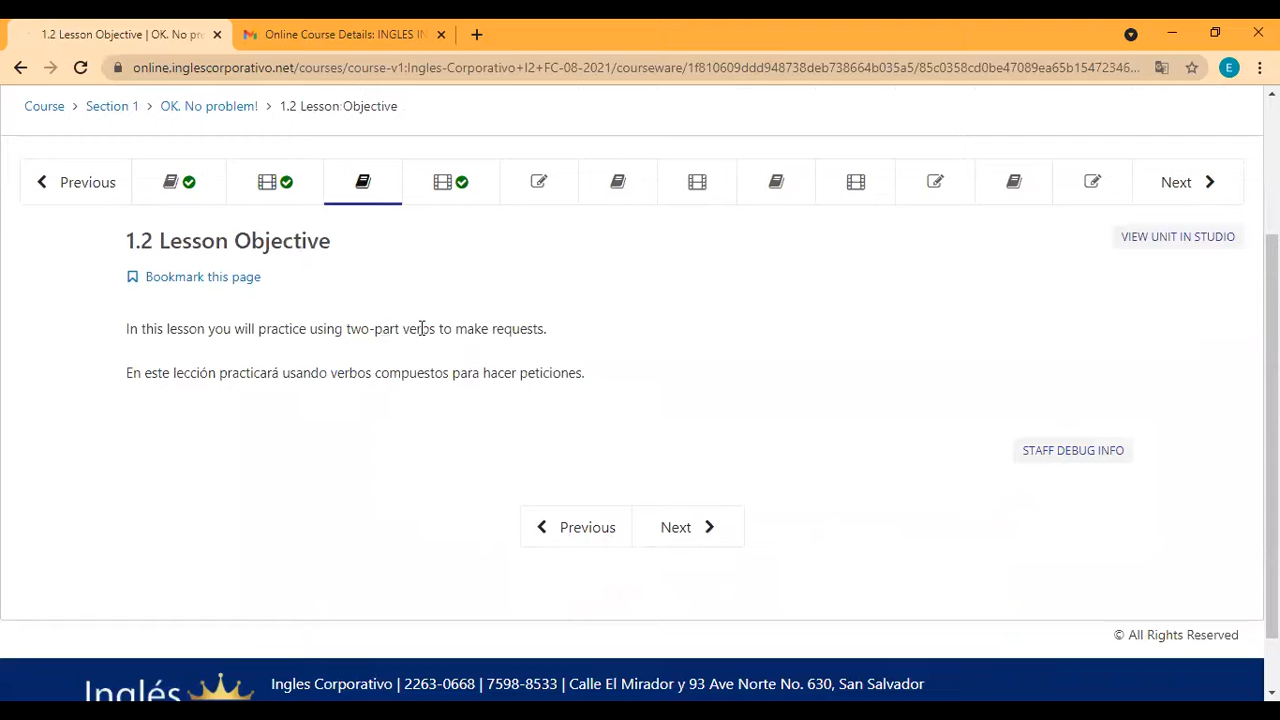 1.2 Lesson Objective | OK. No pr
Online Course Details: INGLES IN
online.inglescorporativo.net/courses/course-v1:Ingles-Corporativo+I2+FC-08-2021/courseware/1f810609ddd948738deb738664b035a5/85c0358cd0be47089ea65b15472346...
E
Course > Section 1 > OK. No problem! > 1.2 Lesson Objective
Previous
Next
1.2 Lesson Objective
VIEW UNIT IN STUDIO
Bookmark this page
In this lesson you will practice using two-part verbs to make requests.
En este lección practicará usando verbos compuestos para hacer peticiones.
STAFF DEBUG INFO
Previous
Next
© All Rights Reserved
Inglés
Ingles Corporativo | 2263-0668 | 7598-8533 | Calle El Mirador y 93 Ave Norte No. 630, San Salvador